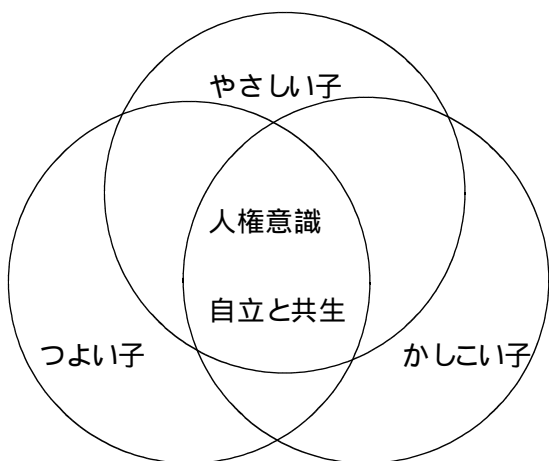 やさしい子
人権意識
自立と共生
つよい子
かしこい子